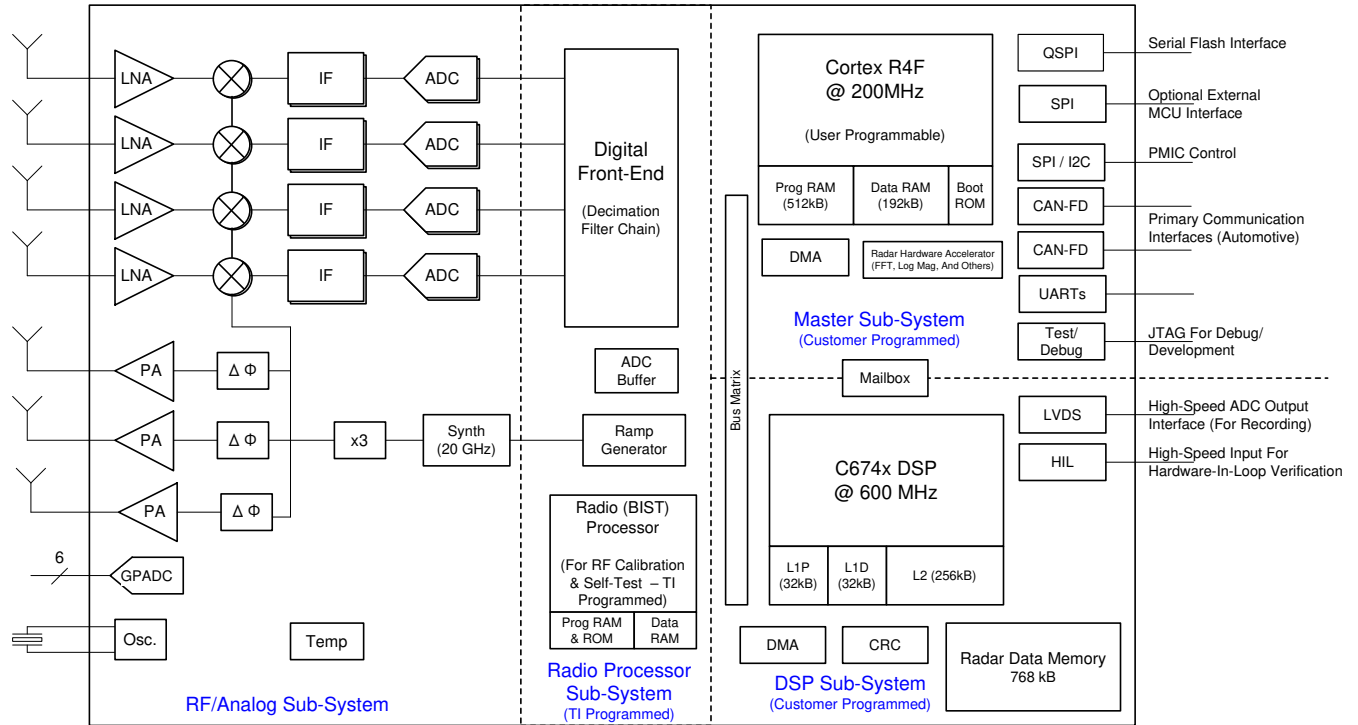 LNA
IF
ADC
LNA
IF
ADC
LNA
IF
ADC
LNA
IF
ADC
PA
Δ Φ
PA
Δ Φ
PA
Δ Φ
x3
Synth
(20 GHz)
6
GPADC
Osc.
Temp
RF/Analog Sub-System
Digital
Front-End
(Decimation
Filter Chain)
ADC
Buffer
Ramp
Generator
Radio (BIST)
Processor
(For RF Calibration
& Self-Test – TI
Programmed)
Prog RAM
& ROM
Data
RAM
Radio Processor
Sub-System
(TI Programmed)
Cortex R4F
@ 200MHz
(User Programmable)
Prog RAM
(512kB)
Data RAM
(192kB)
Boot
ROM
DMA
Radar Hardware Accelerator
(FFT, Log Mag, And Others)
Master Sub-System
(Customer Programmed)
Bus Matrix
Mailbox
C674x DSP
@ 600 MHz
L1P
(32kB)
L1D
(32kB)
L2 (256kB)
DMA
CRC
DSP Sub-System
(Customer Programmed)
Radar Data Memory
768 kB
QSPI
Serial Flash Interface
SPI
Optional External
MCU Interface
SPI / I2C
PMIC Control
CAN-FD
CAN-FD
Primary Communication
Interfaces (Automotive)
UARTs
Test/
Debug
JTAG For Debug/
Development
LVDS
High-Speed ADC Output
Interface (For Recording)
HIL
High-Speed Input For
Hardware-In-Loop Verification